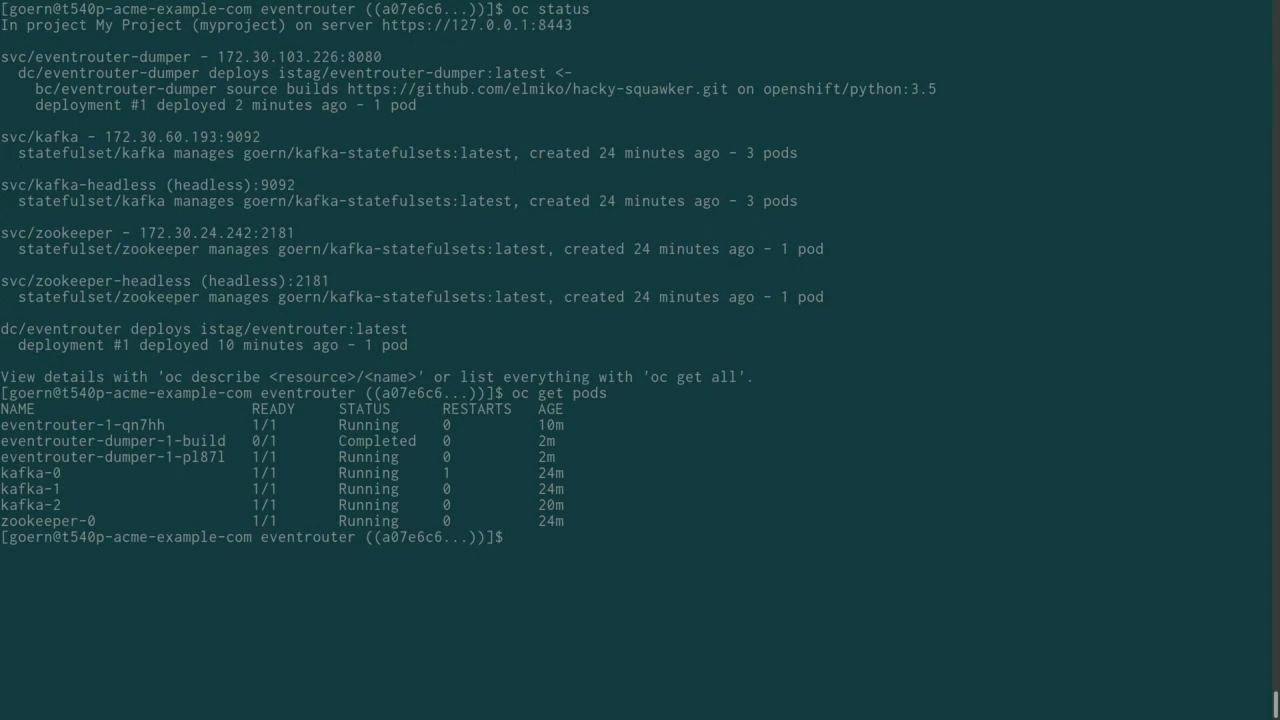 [goern@t540p-acme-example-com eventrouter ((a07e6c6...))]$ oc status
In project My Project (myproject) on server https://127.0.0.1:8443
svc/eventrouter-dumper - 172.30.103.226:8080
  dc/eventrouter-dumper deploys istag/eventrouter-dumper:latest <-
    bc/eventrouter-dumper source builds https://github.com/elmiko/hacky-squawker.git on openshift/python:3.5
    deployment #1 deployed 2 minutes ago - 1 pod
svc/kafka - 172.30.60.193:9092
  statefulset/kafka manages goern/kafka-statefulsets:latest, created 24 minutes ago - 3 pods
svc/kafka-headless (headless):9092
  statefulset/kafka manages goern/kafka-statefulsets:latest, created 24 minutes ago - 3 pods
svc/zookeeper - 172.30.24.242:2181
  statefulset/zookeeper manages goern/kafka-statefulsets:latest, created 24 minutes ago - 1 pod
svc/zookeeper-headless (headless):2181
  statefulset/zookeeper manages goern/kafka-statefulsets:latest, created 24 minutes ago - 1 pod
dc/eventrouter deploys istag/eventrouter:latest
  deployment #1 deployed 10 minutes ago - 1 pod
View details with 'oc describe <resource>/<name>' or list everything with 'oc get all'.
[goern@t540p-acme-example-com eventrouter ((a07e6c6...))]$ oc get pods
NAME                         READY     STATUS      RESTARTS   AGE
eventrouter-1-qn7hh          1/1       Running     0          10m
eventrouter-dumper-1-build   0/1       Completed   0          2m
eventrouter-dumper-1-pl87l   1/1       Running     0          2m
kafka-0                      1/1       Running     1          24m
kafka-1                      1/1       Running     0          24m
kafka-2                      1/1       Running     0          20m
zookeeper-0                  1/1       Running     0          24m
[goern@t540p-acme-example-com eventrouter ((a07e6c6...))]$